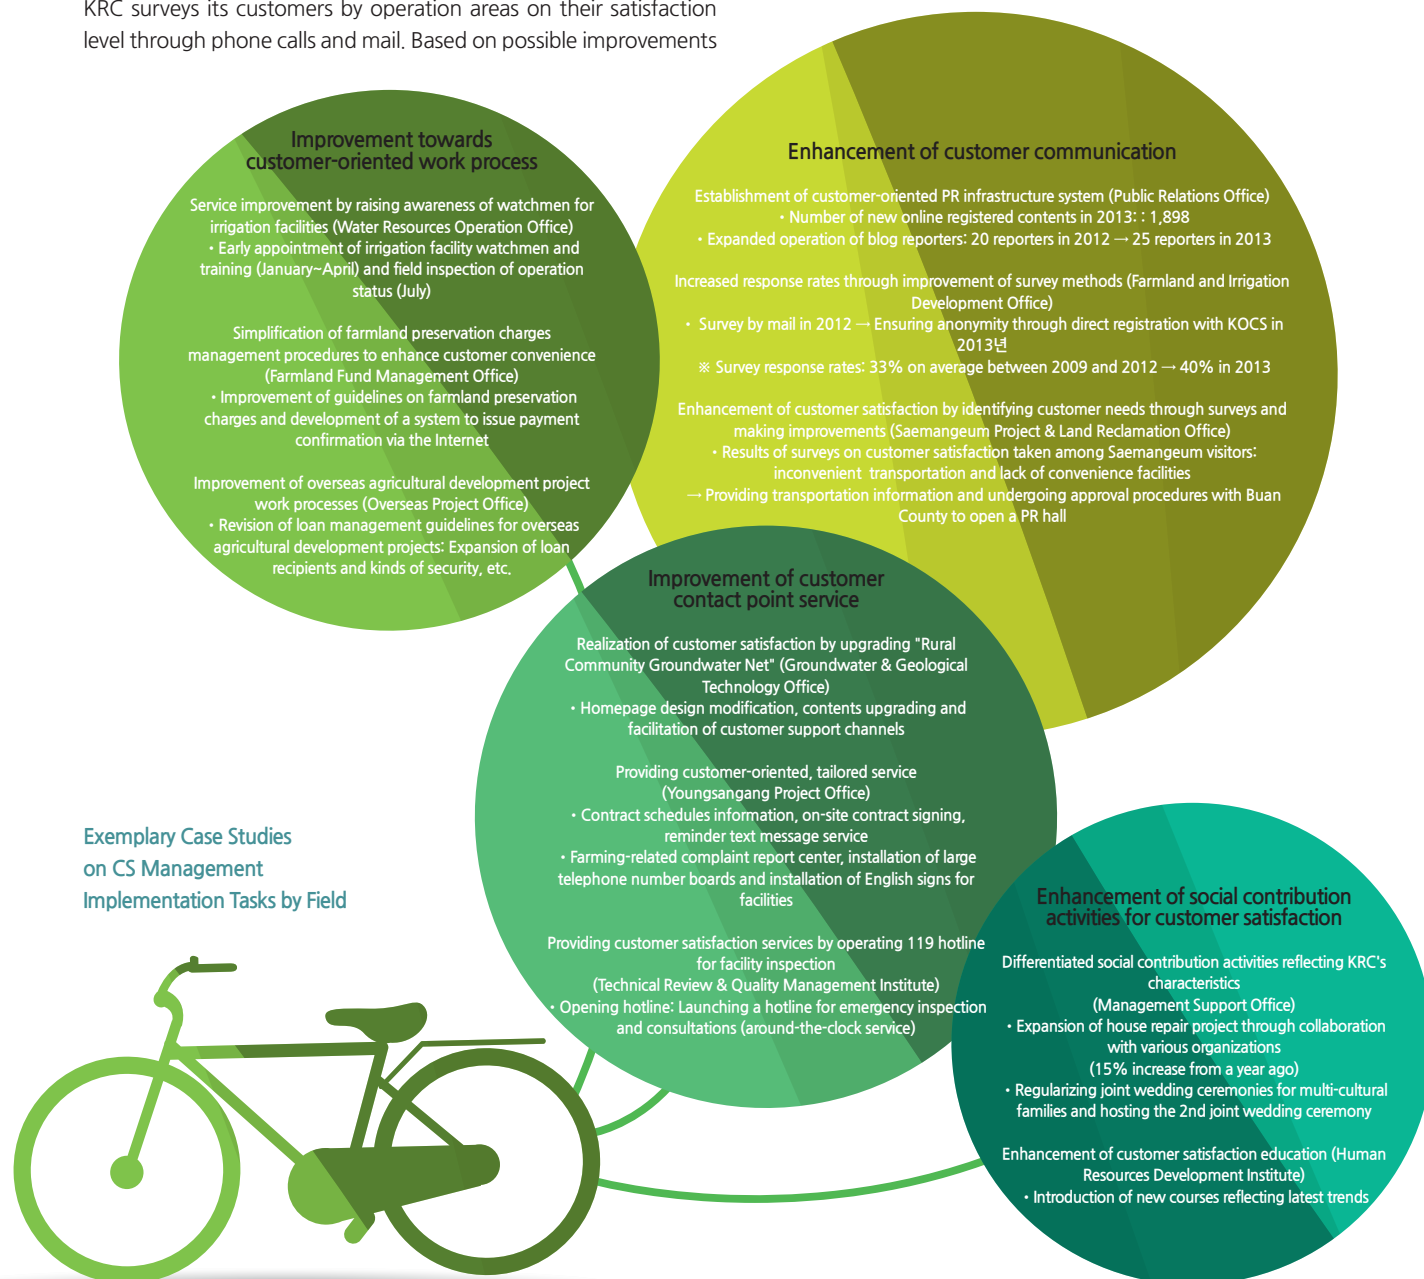 KRC surveys its customers by operation areas on their satisfaction
level through phone calls and mail. Based on possible improvements
Improvement towards
customer-oriented work process
Service improvement by raising awareness of watchmen for
irrigation facilities (Water Resources Operation Office)
• Early appointment of irrigation facility watchmen and
training (January~April) and field inspection of operation
status (July)
Simplification of farmland preservation charges
management procedures to enhance customer convenience
(Farmland Fund Management Office)
• Improvement of guidelines on farmland preservation
charges and development of a system to issue payment
confirmation via the Internet
Improvement of overseas agricultural development project
work processes (Overseas Project Office)
• Revision of loan management guidelines for overseas
agricultural development projects: Expansion of loan
recipients and kinds of security, etc.
Enhancement of customer communication
Establishment of customer-oriented PR infrastructure system (Public Relations Office)
• Number of new online registered contents in 2013: : 1,898
• Expanded operation of blog reporters: 20 reporters in 2012 → 25 reporters in 2013
Increased response rates through improvement of survey methods (Farmland and Irrigation
Development Office)
• Survey by mail in 2012 → Ensuring anonymity through direct registration with KOCS in
2013년
※ Survey response rates: 33% on average between 2009 and 2012 → 40% in 2013
Enhancement of customer satisfaction by identifying customer needs through surveys and
making improvements (Saemangeum Project & Land Reclamation Office)
• Results of surveys on customer satisfaction taken among Saemangeum visitors:
inconvenient transportation and lack of convenience facilities
→ Providing transportation information and undergoing approval procedures with Buan
County to open a PR hall
Improvement of customer
contact point service
Realization of customer satisfaction by upgrading "Rural
Community Groundwater Net" (Groundwater & Geological
Technology Office)
• Homepage design modification, contents upgrading and
facilitation of customer support channels
Providing customer-oriented, tailored service
(Youngsangang Project Office)
• Contract schedules information, on-site contract signing,
reminder text message service
• Farming-related complaint report center, installation of large
telephone number boards and installation of English signs for
facilities
Providing customer satisfaction services by operating 119 hotline
for facility inspection
(Technical Review & Quality Management Institute)
• Opening hotline: Launching a hotline for emergency inspection
and consultations (around-the-clock service)
Exemplary Case Studies
on CS Management
Implementation Tasks by Field
Enhancement of social contribution
activities for customer satisfaction
Differentiated social contribution activities reflecting KRC's
characteristics
(Management Support Office)
• Expansion of house repair project through collaboration
with various organizations
(15% increase from a year ago)
• Regularizing joint wedding ceremonies for multi-cultural
families and hosting the 2nd joint wedding ceremony
Enhancement of customer satisfaction education (Human
Resources Development Institute)
• Introduction of new courses reflecting latest trends